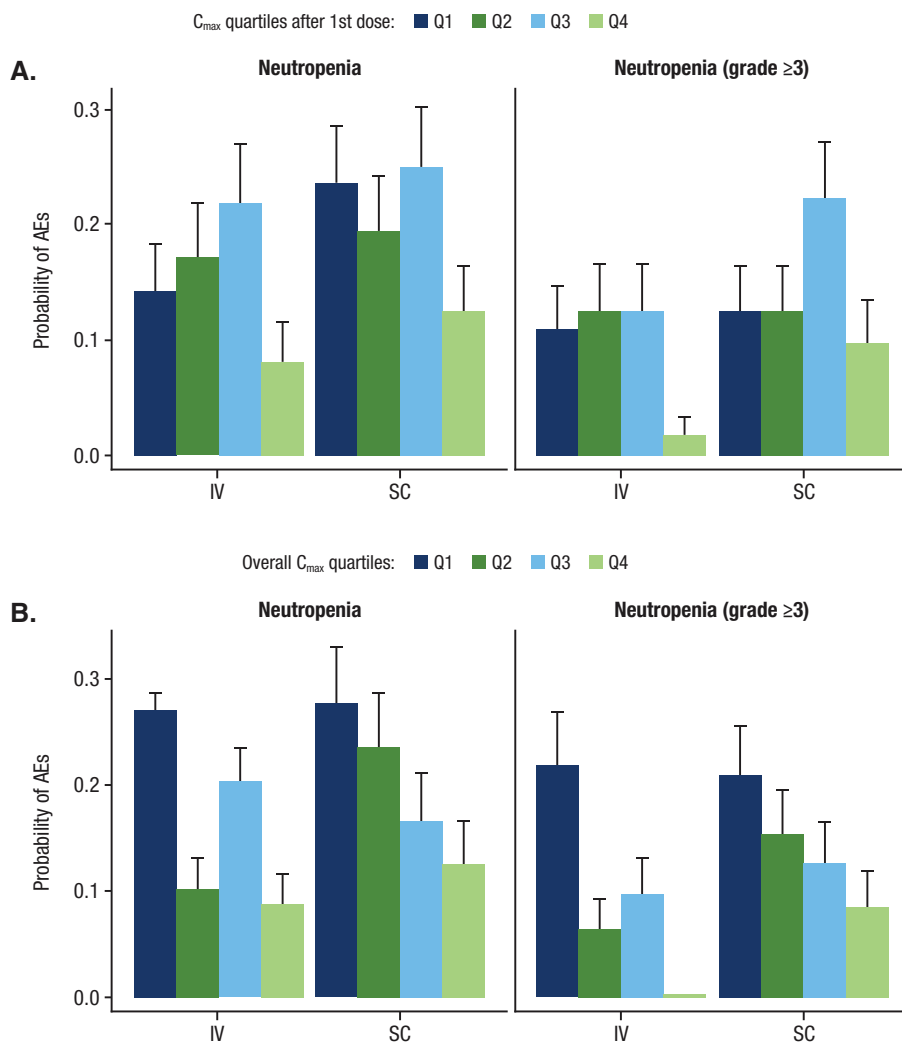 Cmax quartiles after 1st dose: Q1 Q2 Q3 Q4
A.
Neutropenia Neutropenia (grade ≥3)
Probability of AEs
0.3
0.2
0.1
0.0
IV SC IV SC
Overall Cmax quartiles: Q1 Q2 Q3 Q4
B.
Neutropenia Neutropenia (grade ≥3)
Probability of AEs
0.3
0.2
0.1
0.0
IV SC IV SC